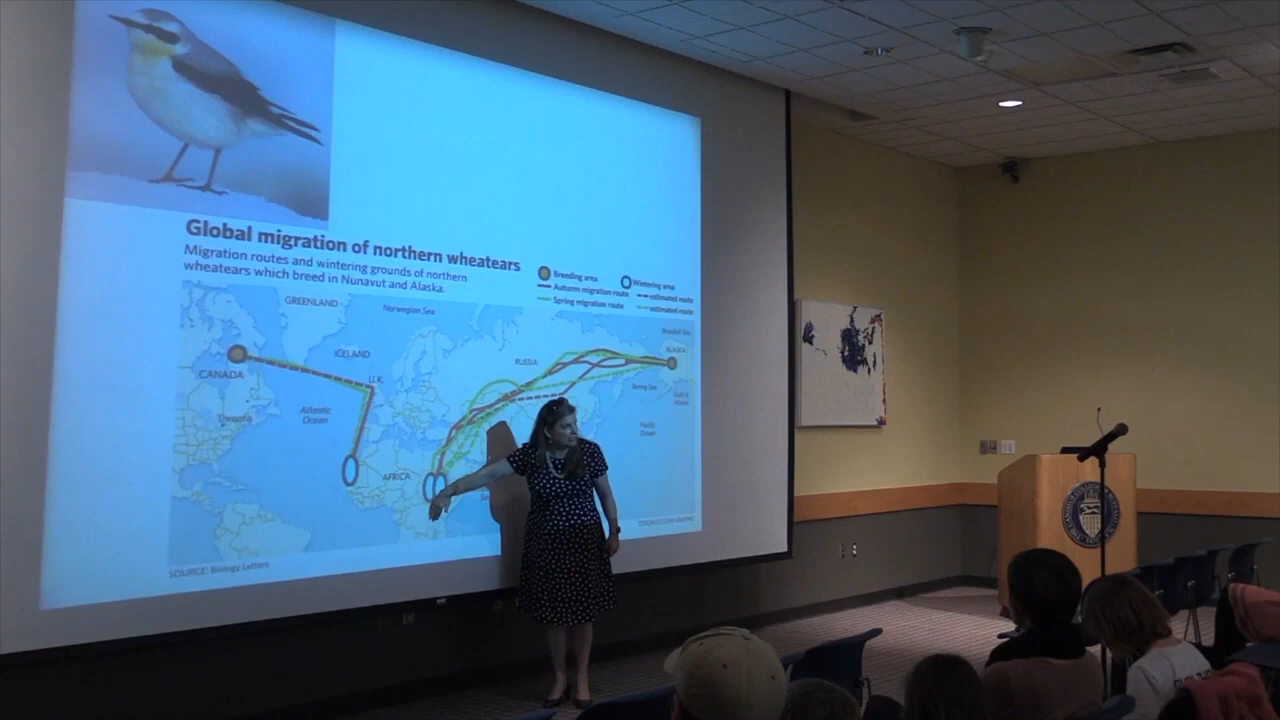 Global migration of northern wheatears
Migration routes and wintering grounds of northern
wheatears which breed in Nunavut and Alaska.
Breeding area
Wintering area
Autumn migration route
estimated route
Spring migration route
estimated route
GREENLAND
Norwegian Sea
ICELAND
RUSSIA
ALASKA
CANADA
U.K.
Bering Sea
Gulf of
Alaska
Toronto
Atlantic
Ocean
Pacific
Ocean
AFRICA
SOURCE: Biology Letters